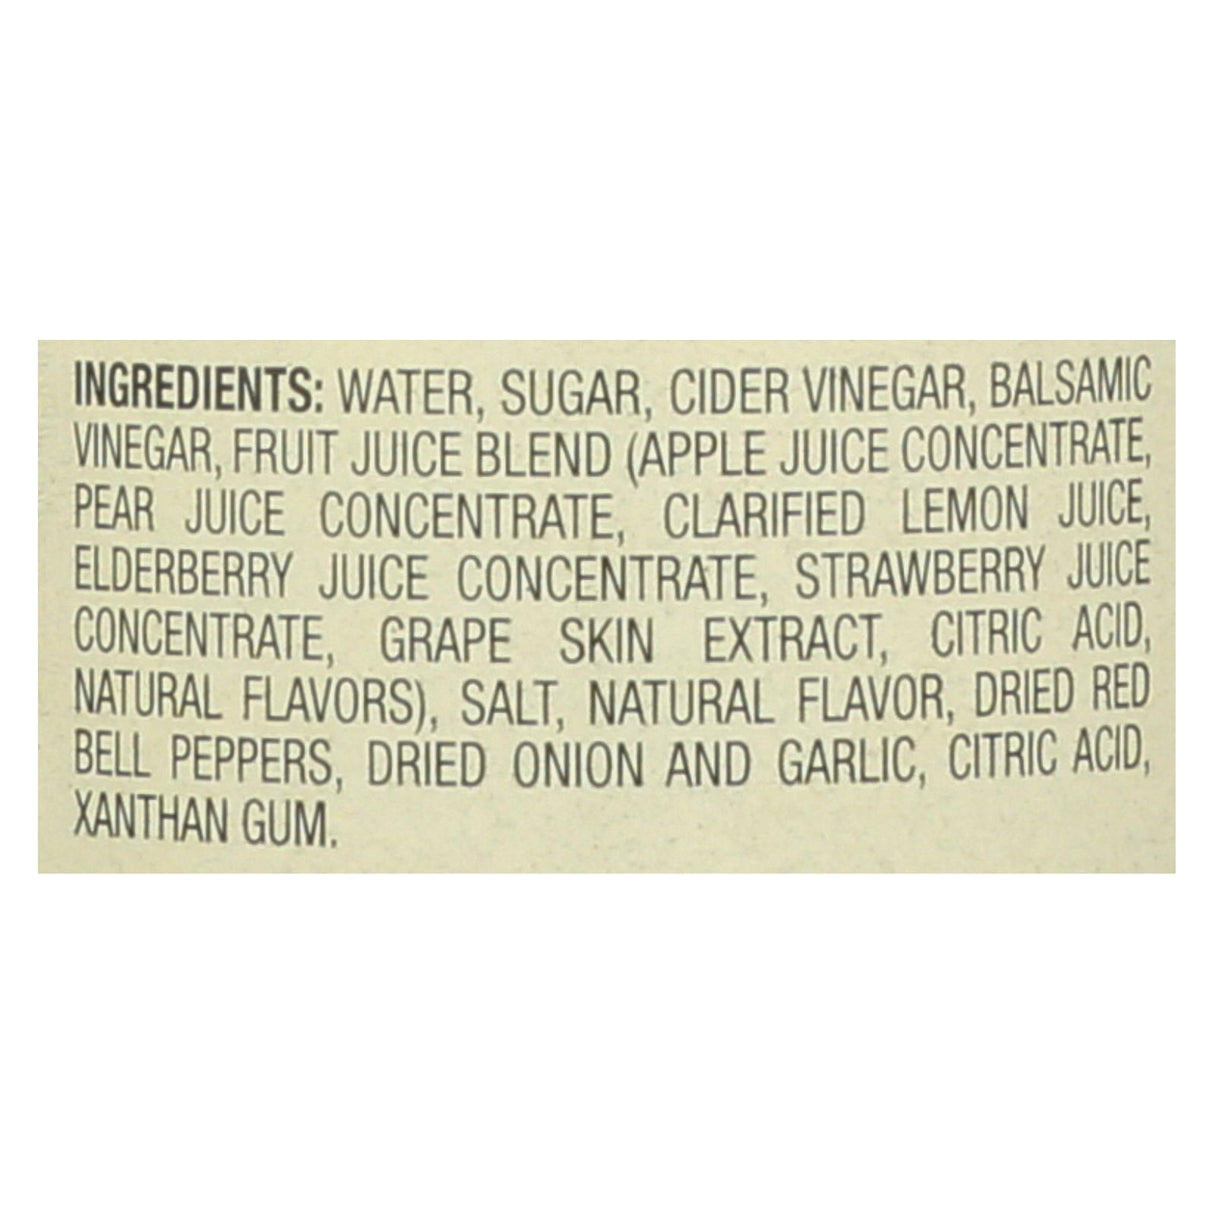 INGREDIENTS: WATER, SUGAR, CIDER VINEGAR, BALSAMIC
VINEGAR, FRUIT JUICE BLEND (APPLE JUICE CONCENTRATE,
PEAR JUICE CONCENTRATE, CLARIFIED LEMON JUICE,
ELDERBERRY JUICE CONCENTRATE, STRAWBERRY JUICE
CONCENTRATE, GRAPE SKIN EXTRACT, CITRIC ACID,
NATURAL FLAVORS), SALT, NATURAL FLAVOR, DRIED RED
BELL PEPPERS, DRIED ONION AND GARLIC, CITRIC ACID,
XANTHAN GUM.